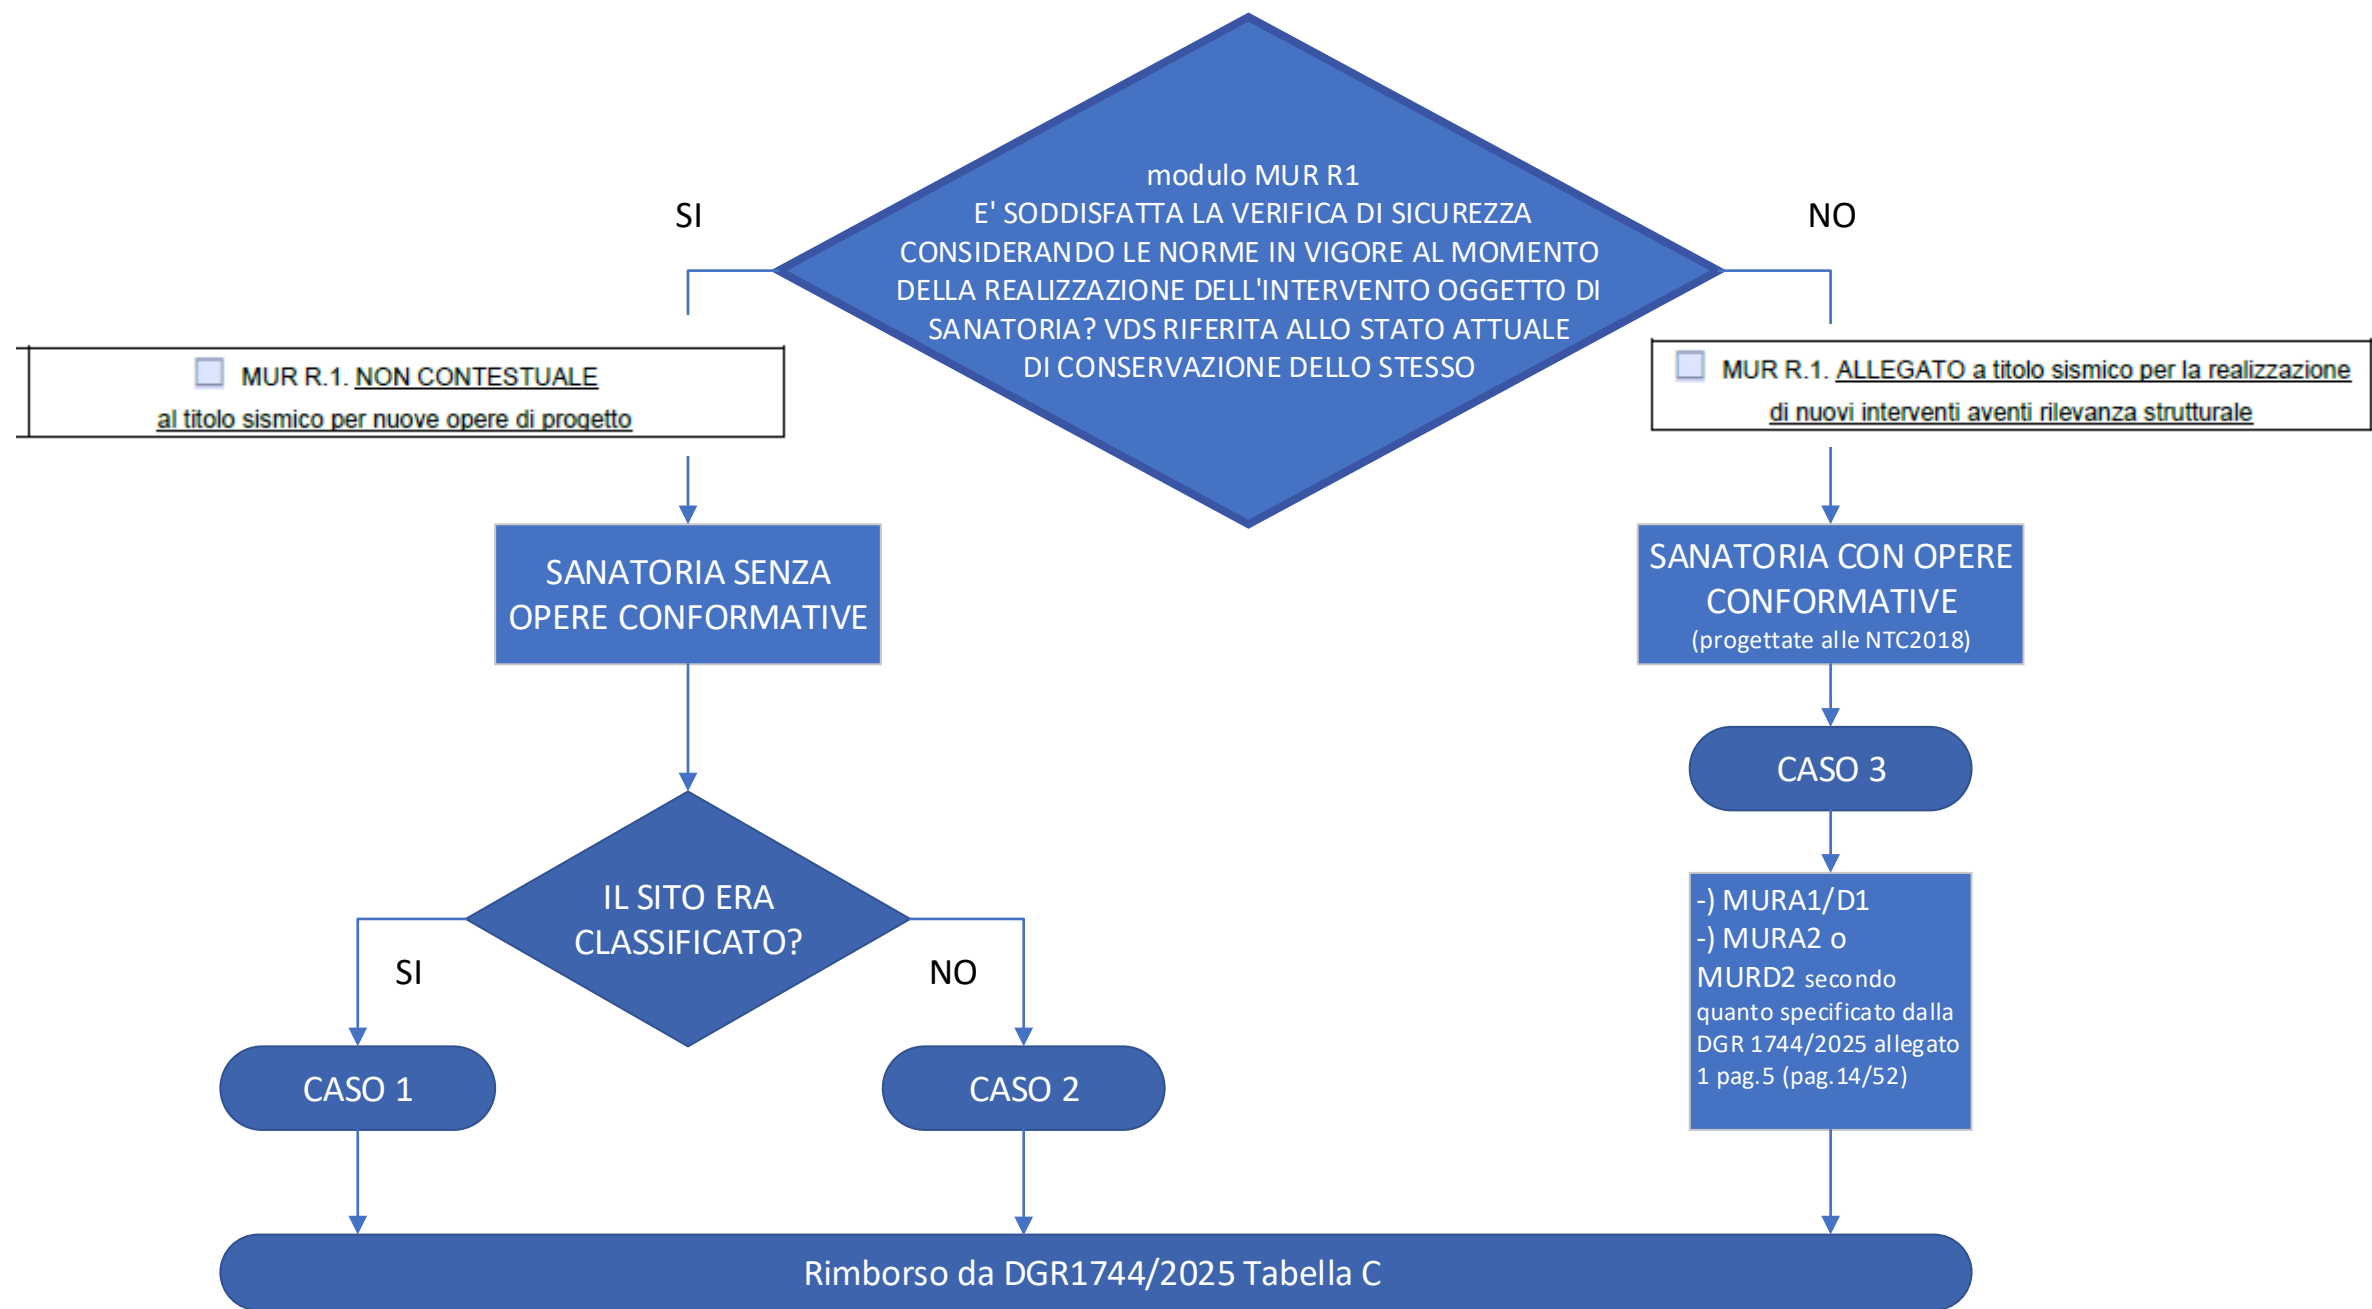 modulo MUR R1
E' SODDISFATTA LA VERIFICA DI SICUREZZA
CONSIDERANDO LE NORME IN VIGORE AL MOMENTO
DELLA REALIZZAZIONE DELL'INTERVENTO OGGETTO DI
SANATORIA? VDS RIFERITA ALLO STATO ATTUALE
DI CONSERVAZIONE DELLO STESSO
SI
NO
MUR R.1. NON CONTESTUALE
al titolo sismico per nuove opere di progetto
MUR R.1. ALLEGATO a titolo sismico per la realizzazione
di nuovi interventi aventi rilevanza strutturale
SANATORIA SENZA
OPERE CONFORMATIVE
SANATORIA CON OPERE
CONFORMATIVE
(progettate alle NTC2018)
CASO 3
IL SITO ERA
CLASSIFICATO?
SI
NO
-) MURA1/D1
-) MURA2 o
MURD2 secondo
quanto specificato dalla
DGR 1744/2025 allegato
1 pag.5 (pag.14/52)
CASO 1
CASO 2
Rimborso da DGR1744/2025 Tabella C